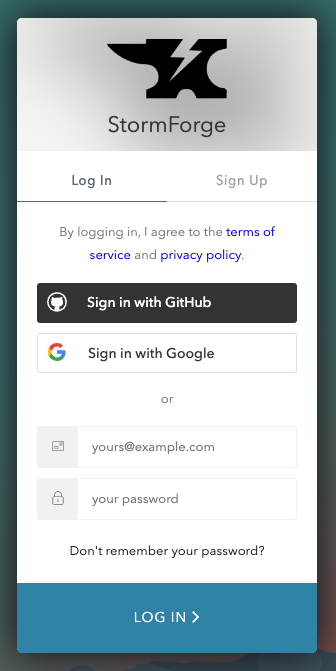 StormForge
Log In
Sign Up
By logging in, I agree to the terms of
service and privacy policy.
Sign in with GitHub
Sign in with Google
or
yours@example.com
your password
Don't remember your password?
LOG IN